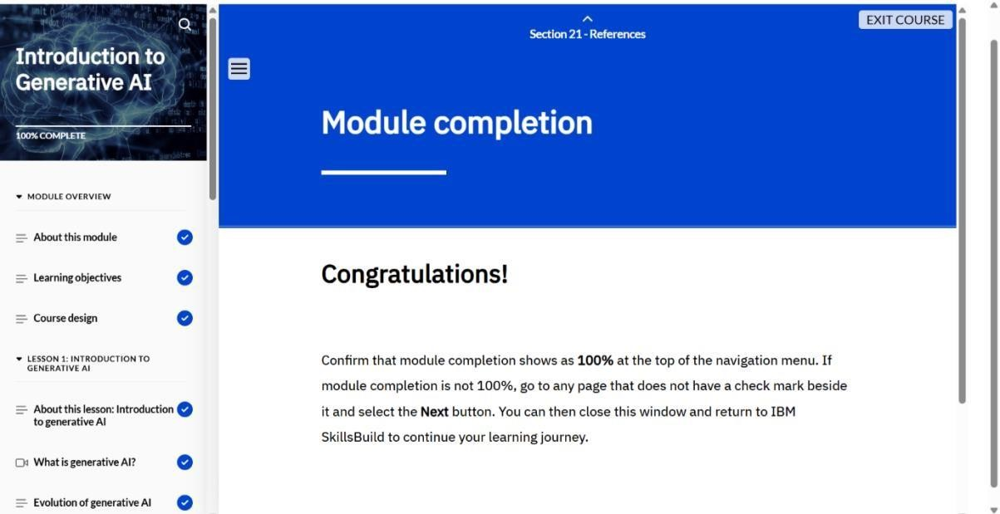 Introduction to
Generative AI
100% COMPLETE
MODULE OVERVIEW
About this module
Learning objectives
Course design
LESSON 1: INTRODUCTION TO
GENERATIVE AI
About this lesson: Introduction
to generative AI
What is generative AI?
Evolution of generative AI
Section 21 - References
EXIT COURSE
Module completion
Congratulations!
Confirm that module completion shows as 100% at the top of the navigation menu. If
module completion is not 100%, go to any page that does not have a check mark beside
it and select the Next button. You can then close this window and return to IBM
SkillsBuild to continue your learning journey.